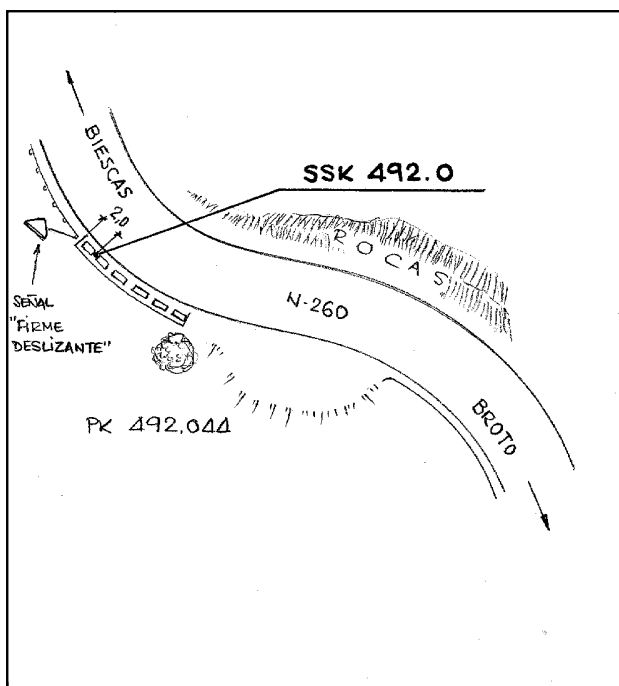 BIESCAS
SSK 492.0
2,0
ROCAS
SEÑAL
"FIRME
DESLIZANTE"
N-260
PK 492,044
BROTO